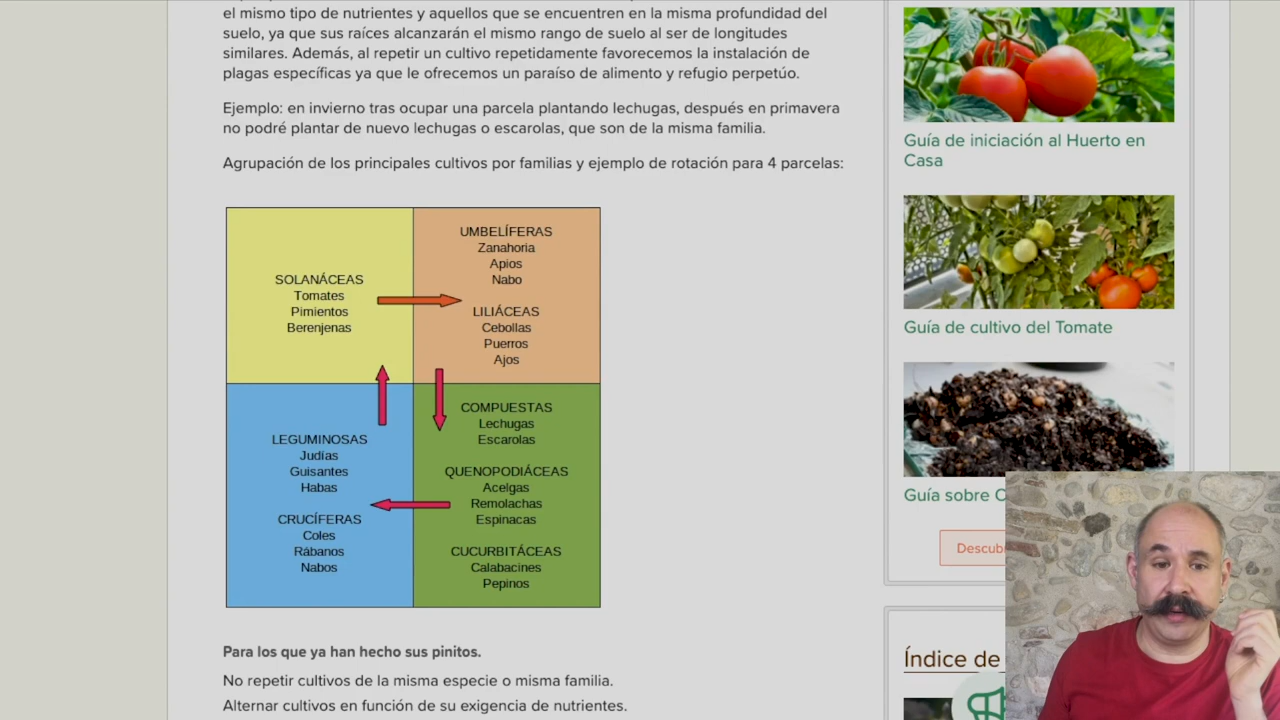 el mismo tipo de nutrientes y aquellos que se encuentren en la misma profundidad del
suelo, ya que sus raíces alcanzarán el mismo rango de suelo al ser de longitudes
similares. Además, al repetir un cultivo repetidamente favorecemos la instalación de
plagas específicas ya que le ofrecemos un paraíso de alimento y refugio perpetúo.
Ejemplo: en invierno tras ocupar una parcela plantando lechugas, después en primavera
no podré plantar de nuevo lechugas o escarolas, que son de la misma familia.
Agrupación de los principales cultivos por familias y ejemplo de rotación para 4 parcelas:
SOLANÁCEAS
Tomates
Pimientos
Berenjenas
UMBELÍFERAS
Zanahoria
Apios
Nabo
LILIÁCEAS
Cebollas
Puerros
Ajos
LEGUMINOSAS
Judías
Guisantes
Habas
CRUCÍFERAS
Coles
Rábanos
Nabos
COMPUESTAS
Lechugas
Escarolas
QUENOPODIÁCEAS
Acelgas
Remolachas
Espinacas
CUCURBITÁCEAS
Calabacines
Pepinos
Para los que ya han hecho sus pinitos.
No repetir cultivos de la misma especie o misma familia.
Alternar cultivos en función de su exigencia de nutrientes.
Guía de iniciación al Huerto en
Casa
Guía de cultivo del Tomate
Guía sobre C
Descub
Índice de